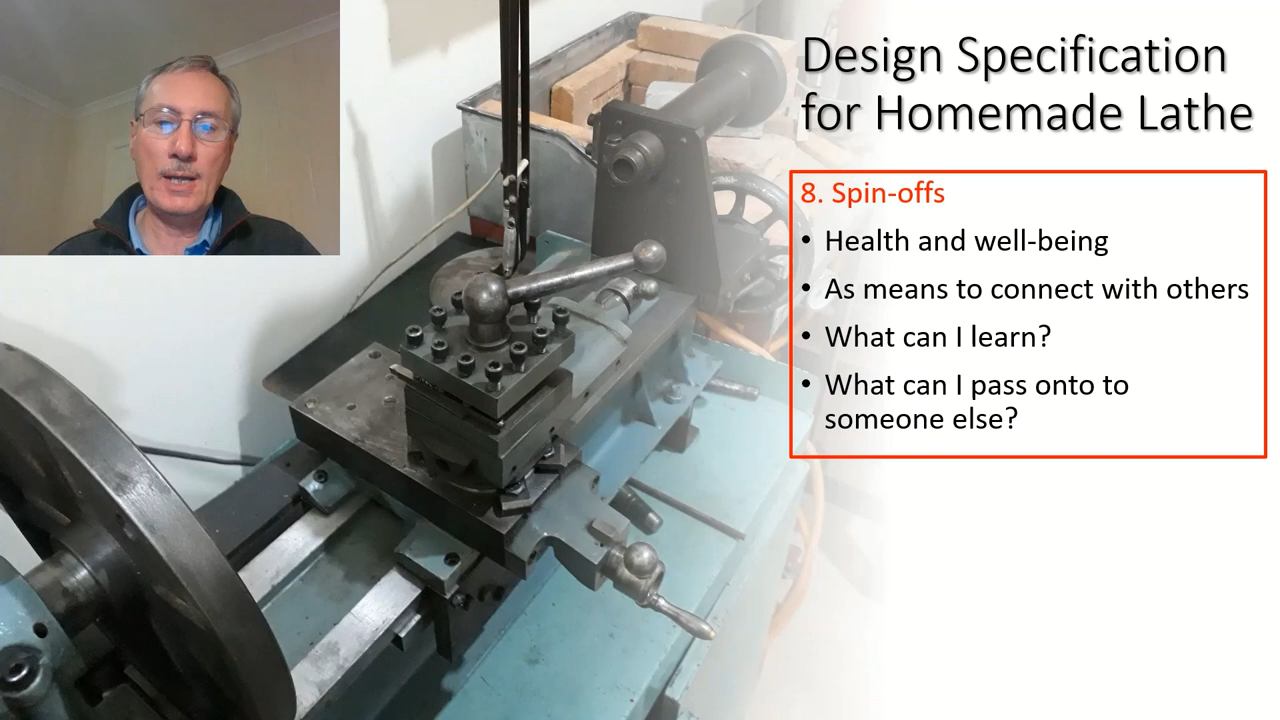 Design Specification
for Homemade Lathe
8. Spin-offs
• Health and well-being
• As means to connect with others
• What can I learn?
• What can I pass onto to
someone else?